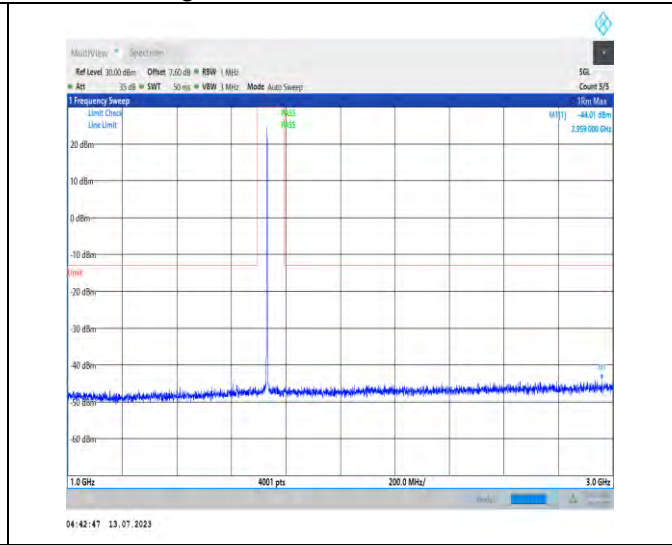 MultiView Spectrum
Ref Level 30.00 dBm Offset 7.60 dB RBW 1 MHz SGL
Att 35 dB SWT 50 ms VBW 3 MHz Mode Auto Sweep Count 5/5
1 Frequency Sweep 1Rm Max
Limit Check PASS M1[1] -44.01 dBm
Line Limit PASS 2.959 000 GHz
20 dBm
10 dBm
0 dBm
-10 dBm
Limit
-20 dBm
-30 dBm
-40 dBm
M1
-50 dBm
-60 dBm
1.0 GHz 4001 pts 200.0 MHz/ 3.0 GHz
04:42:47 13.07.2023